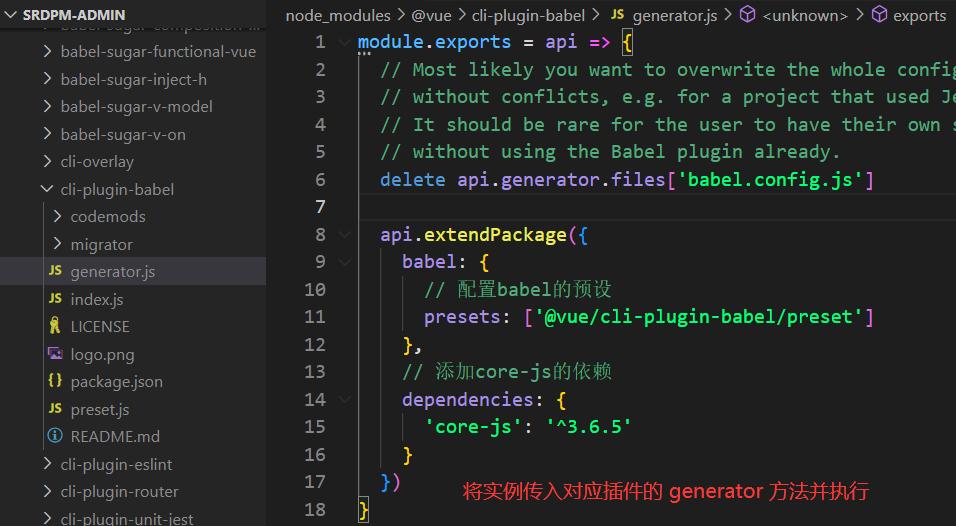 SRDPM-ADMIN
babel-sugar-functional-vue
babel-sugar-inject-h
babel-sugar-v-model
babel-sugar-v-on
cli-overlay
cli-plugin-babel
codemods
migrator
JS generator.js
JS index.js
LICENSE
logo.png
{} package.json
JS preset.js
README.md
cli-plugin-eslint
cli-plugin-router
cli-plugin-unit-jest
node_modules > @vue > cli-plugin-babel > JS generator.js > <unknown> > exports
1 module.exports = api => {
2 // Most likely you want to overwrite the whole config
3 // without conflicts, e.g. for a project that used Je
4 // It should be rare for the user to have their own s
5 // without using the Babel plugin already.
6 delete api.generator.files['babel.config.js']
7
8 api.extendPackage({
9 babel: {
10 // 配置babel的预设
11 presets: ['@vue/cli-plugin-babel/preset']
12 },
13 // 添加core-js的依赖
14 dependencies: {
15 'core-js': '^3.6.5'
16 }
17 })
将实例传入对应插件的 generator 方法并执行
18 }